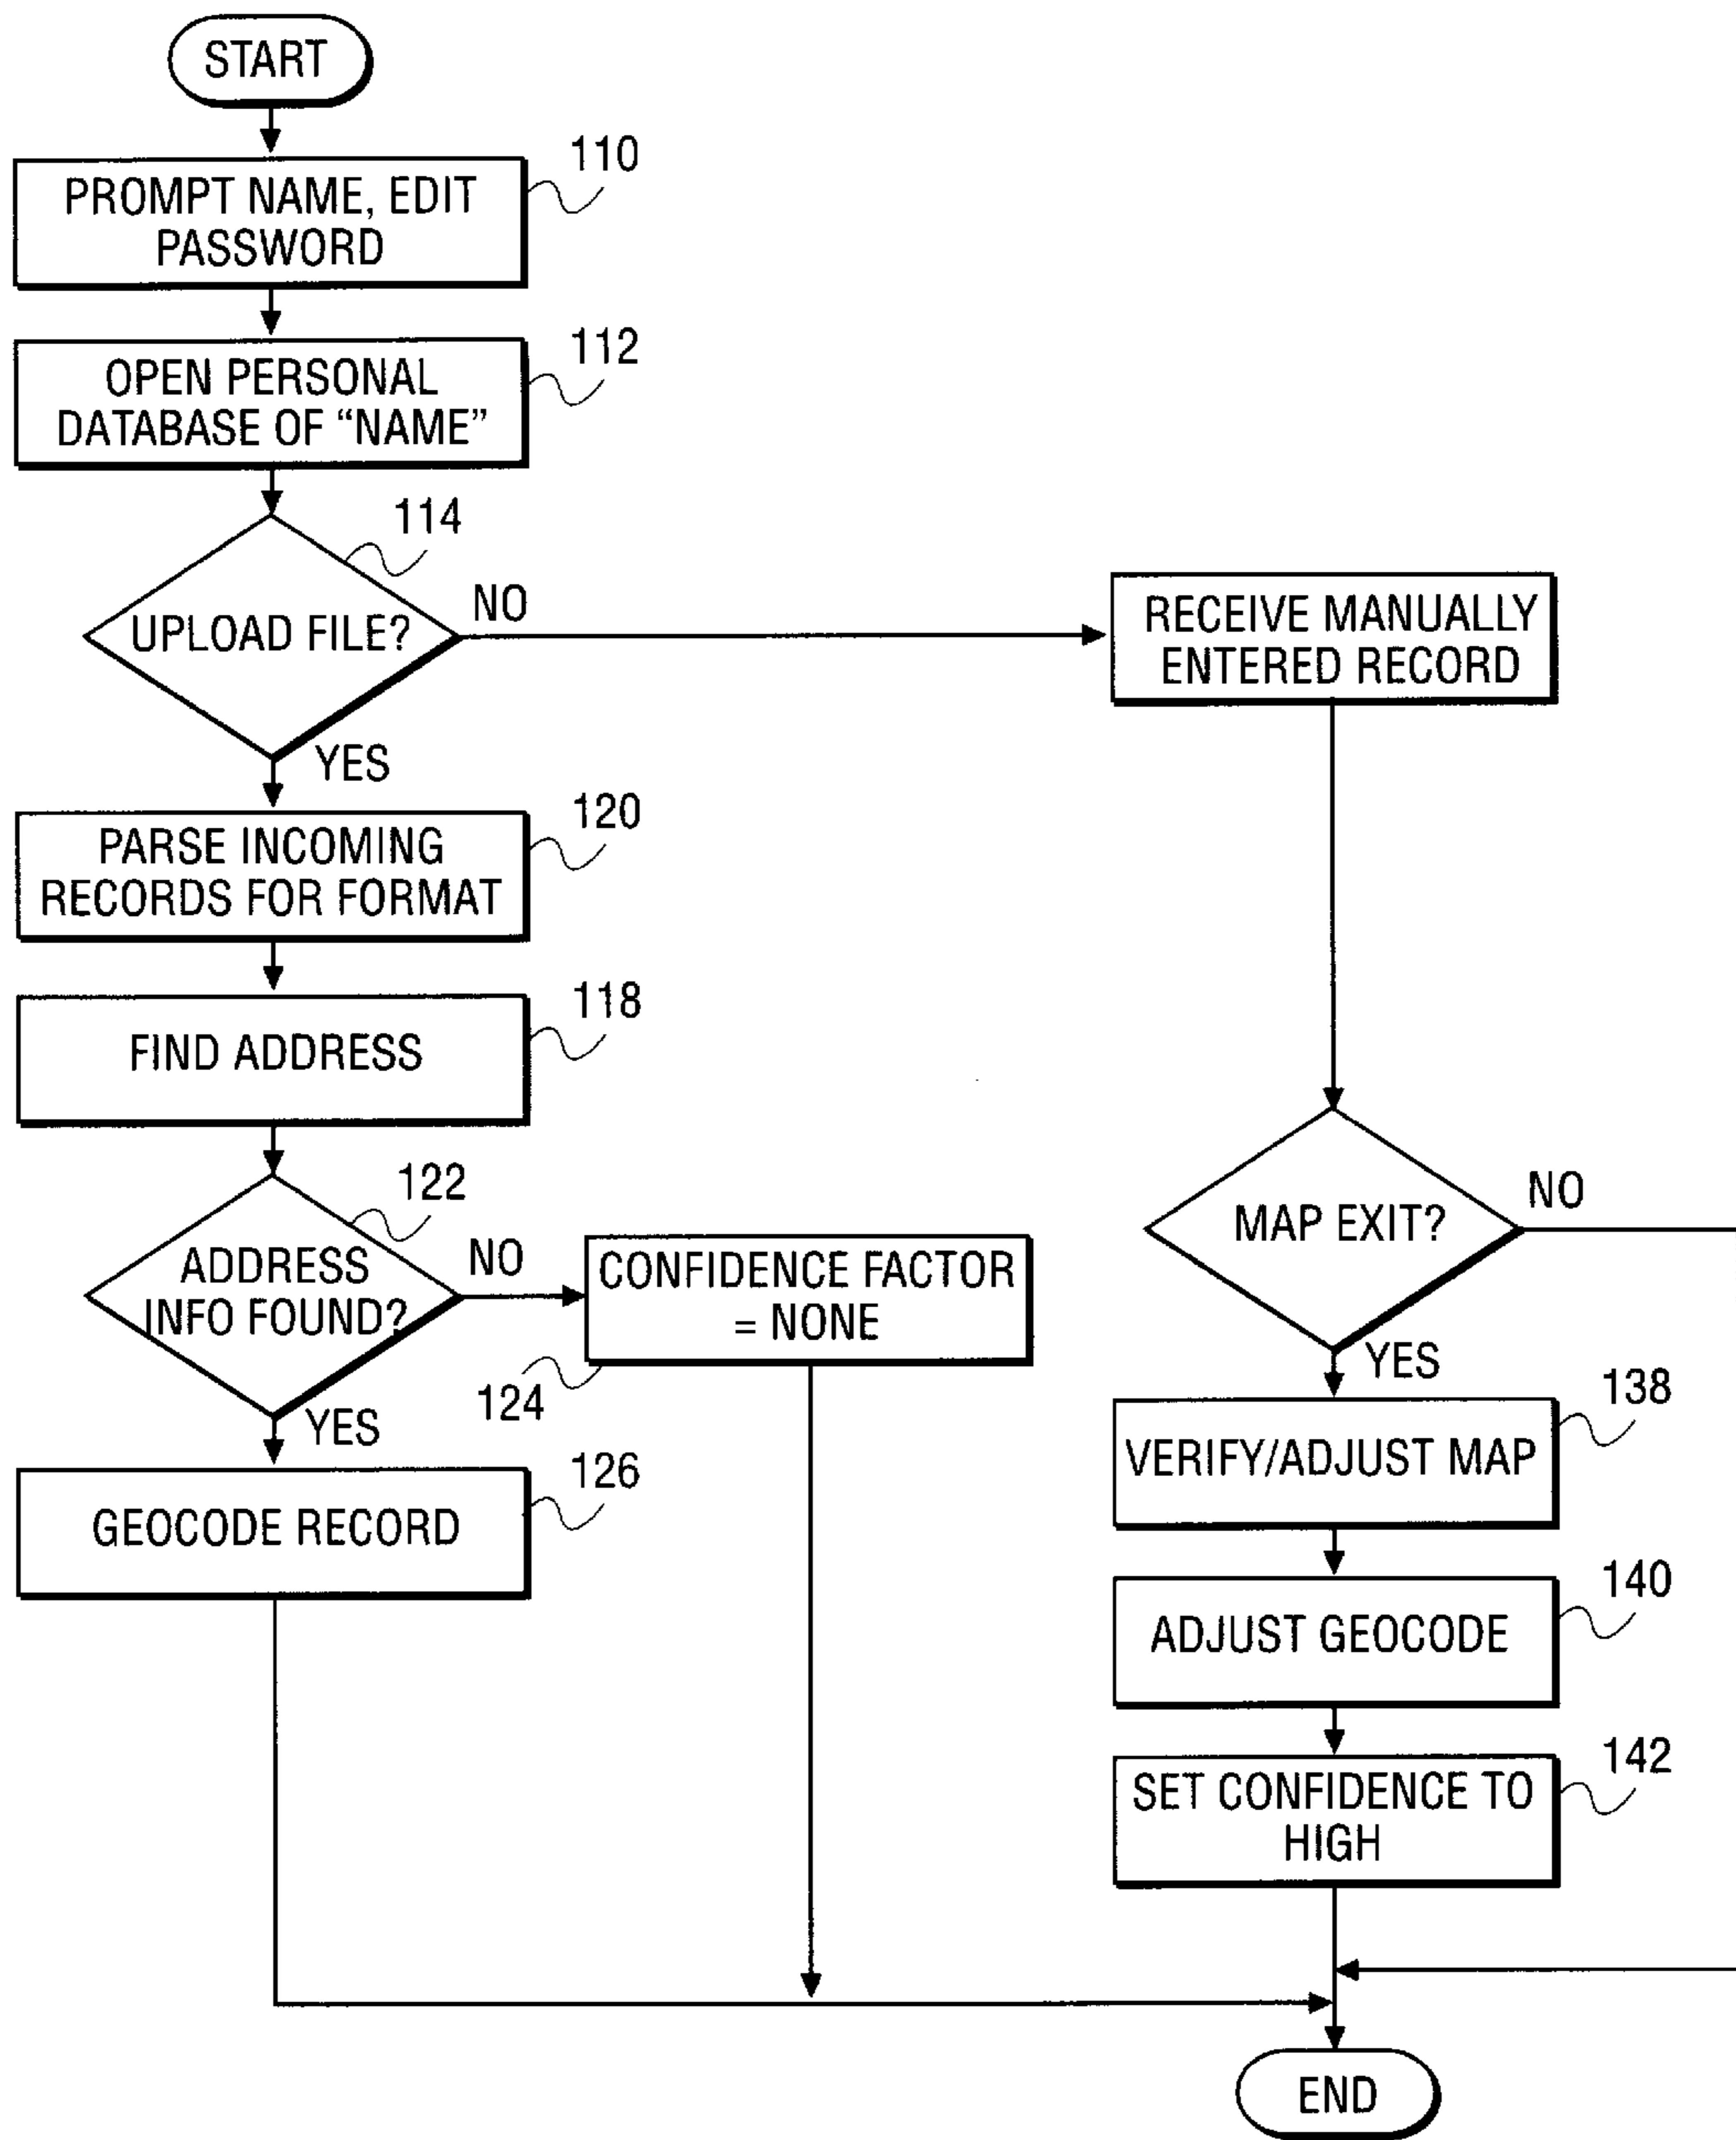 START
PROMPT NAME, EDIT
PASSWORD
110
OPEN PERSONAL
DATABASE OF “NAME”
112
114
UPLOAD FILE?
NO
YES
RECEIVE MANUALLY
ENTERED RECORD
PARSE INCOMING
RECORDS FOR FORMAT
120
FIND ADDRESS
118
122
ADDRESS
INFO FOUND?
NO
YES
CONFIDENCE FACTOR
= NONE
124
GEOCODE RECORD
126
MAP EXIT?
NO
YES
VERIFY/ADJUST MAP
138
ADJUST GEOCODE
140
SET CONFIDENCE TO
HIGH
142
END